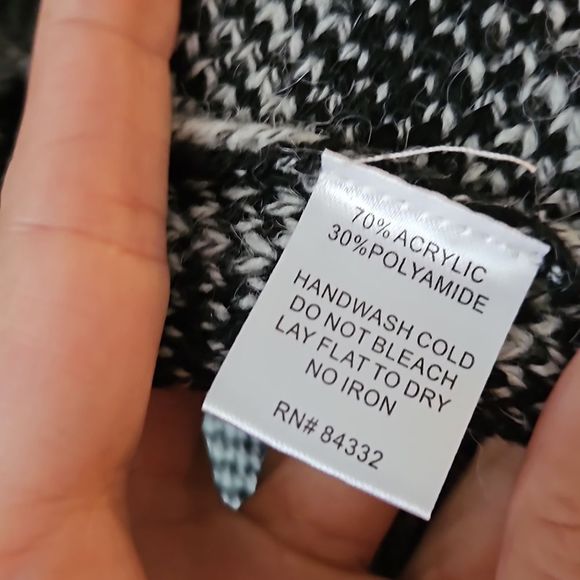 70% ACRYLIC
30%POLYAMIDE
HANDWASH COLD
DO NOT BLEACH
LAY FLAT TO DRY
NO IRON
RN# 84332